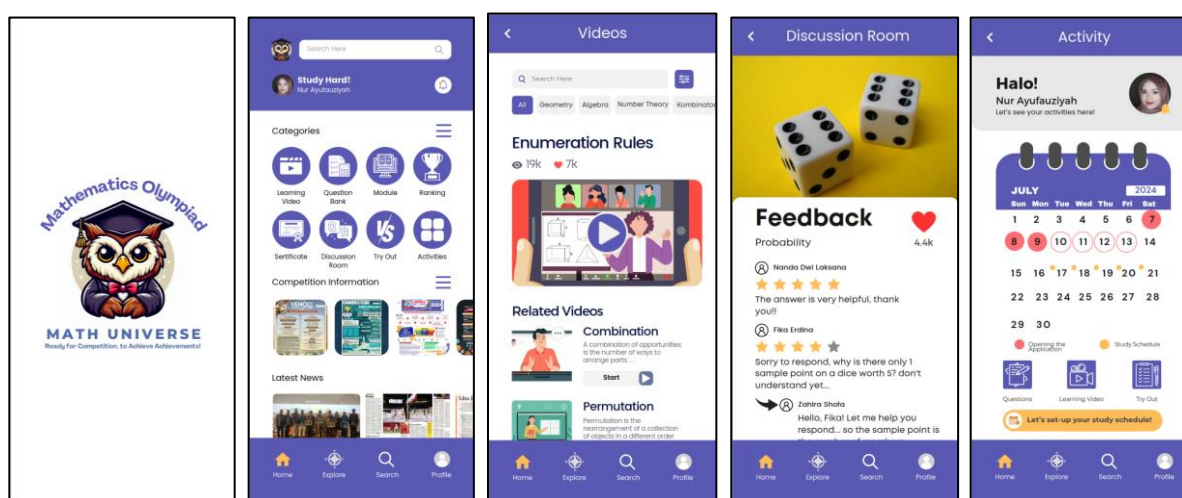 Mathematics Olympiad
MATH UNIVERSE
Ready for Competition, to Achieve Achievements!
Search Here
Study Hard!
Nur Ayufauziyah
Categories
Learning Video
Question Bank
Module
Ranking
Sertificate
Discussion Room
VS
Try Out
Activities
Competition Information
Latest News
Home
Explore
Search
Profile
Videos
Search Here
All
Geometry
Algebra
Number Theory
Kombinator
Enumeration Rules
19k
7k
Related Videos
Combination
A combination of opportunities
is the number of ways to
arrange parts...
Start
Permutation
Permutation is the
rearrangement of a collection
of objects in a different order
Home
Explore
Search
Profile
Discussion Room
Feedback
Probability
4.4k
Nanda Dwi Laksana
The answer is very helpful, thank
you!!
Fika Erdina
Sorry to respond, why is there only 1
sample point on a dice worth 5? don't
understand yet...
Zahira Shofa
Hello, Fika! Let me help you
respond... so the sample point is
Home
Explore
Search
Profile
Activity
Halo!
Nur Ayufauziyah
Let's see your activities here!
JULY
2024
Sun Mon Tue Wed Thu Fri Sat
1 2 3 4 5 6 7
8 9 10 11 12 13 14
15 16 17 18 19 20 21
22 23 24 25 26 27 28
29 30
Opening the Application
Study Schedule
Questions
Learning Video
Try Out
Let's set-up your study schedule!
Home
Explore
Search
Profile